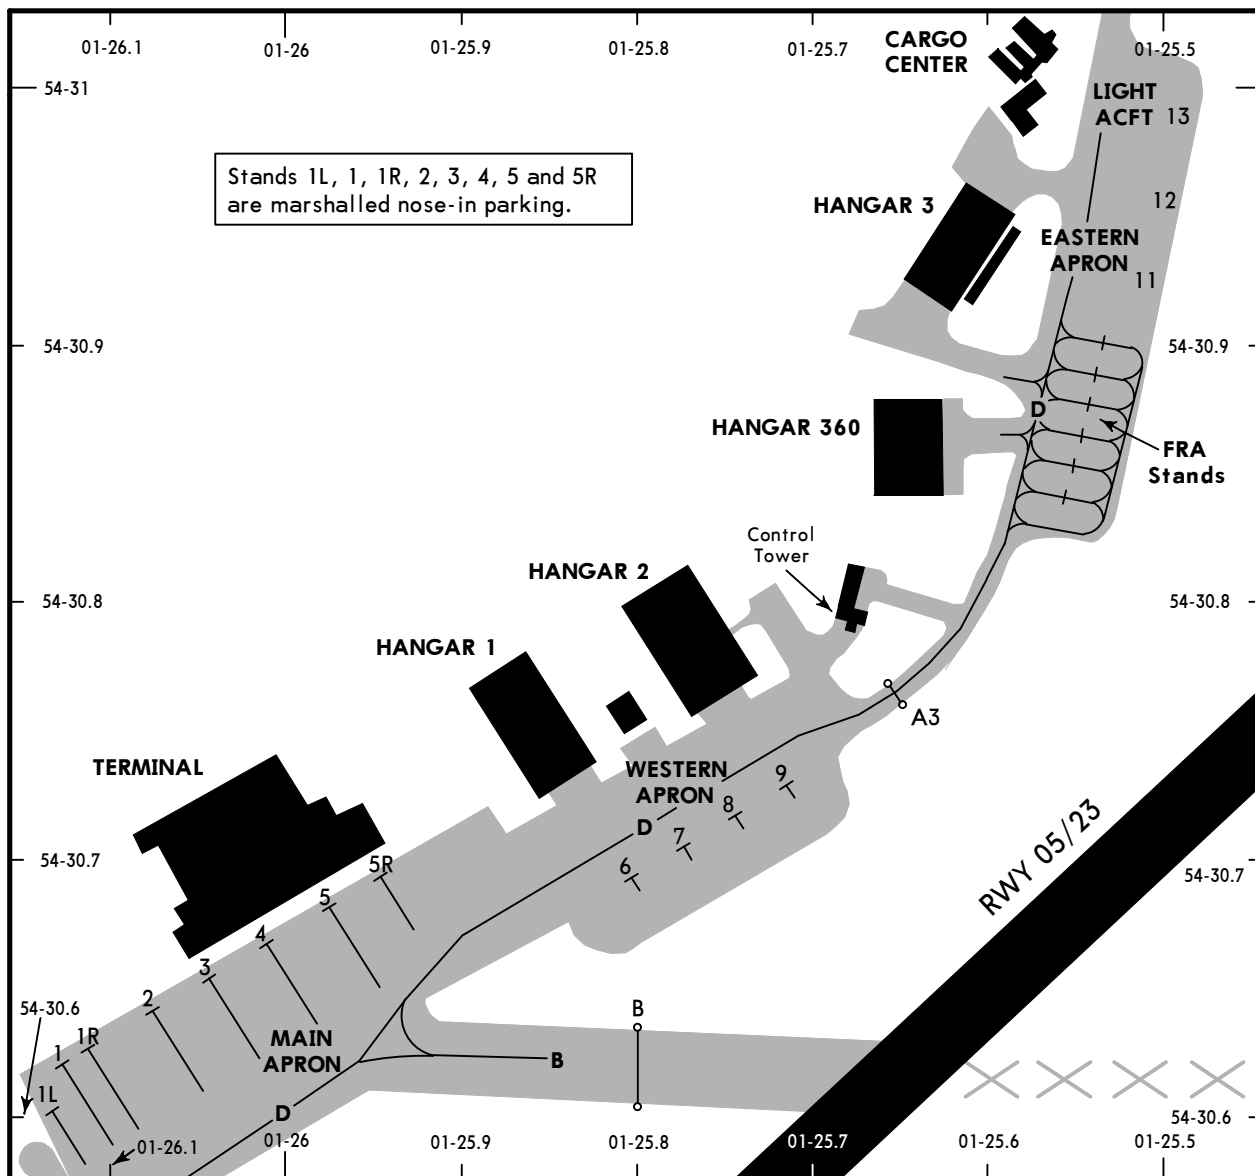 01-26.1
01-26
01-25.9
01-25.8
01-25.7
01-25.5
CARGO
CENTER
54-31
LIGHT
ACFT
13
Stands 1L, 1, 1R, 2, 3, 4, 5 and 5R
are marshalled nose-in parking.
12
HANGAR 3
EASTERN
APRON
11
54-30.9
54-30.9
D
HANGAR 360
FRA
Stands
Control
Tower
HANGAR 2
54-30.8
54-30.8
HANGAR 1
A3
TERMINAL
WESTERN
APRON
9
8
D
7
6
RWY 05/23
54-30.7
54-30.7
5R
5
4
3
2
54-30.6
1R
1
1L
MAIN
APRON
B
B
D
54-30.6
01-26.1
01-26
01-25.9
01-25.8
01-25.7
01-25.6
01-25.5